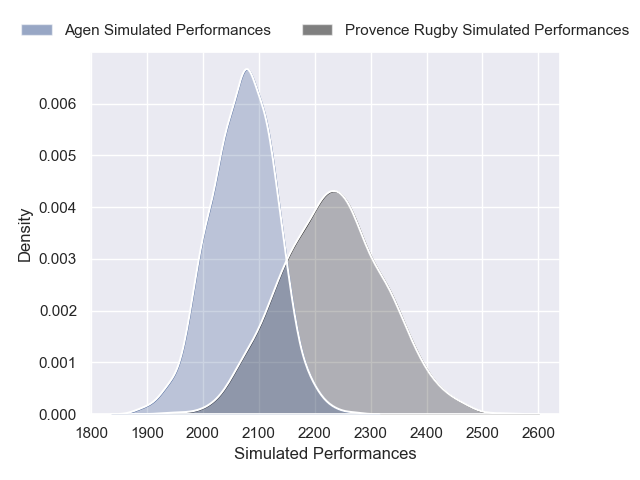 Agen Simulated Performances
Provence Rugby Simulated Performances
0.006
0.005
0.004
0.003
0.002
0.001
0.000
Density
1800 1900 2000 2100 2200 2300 2400 2500 2600
Simulated Performances